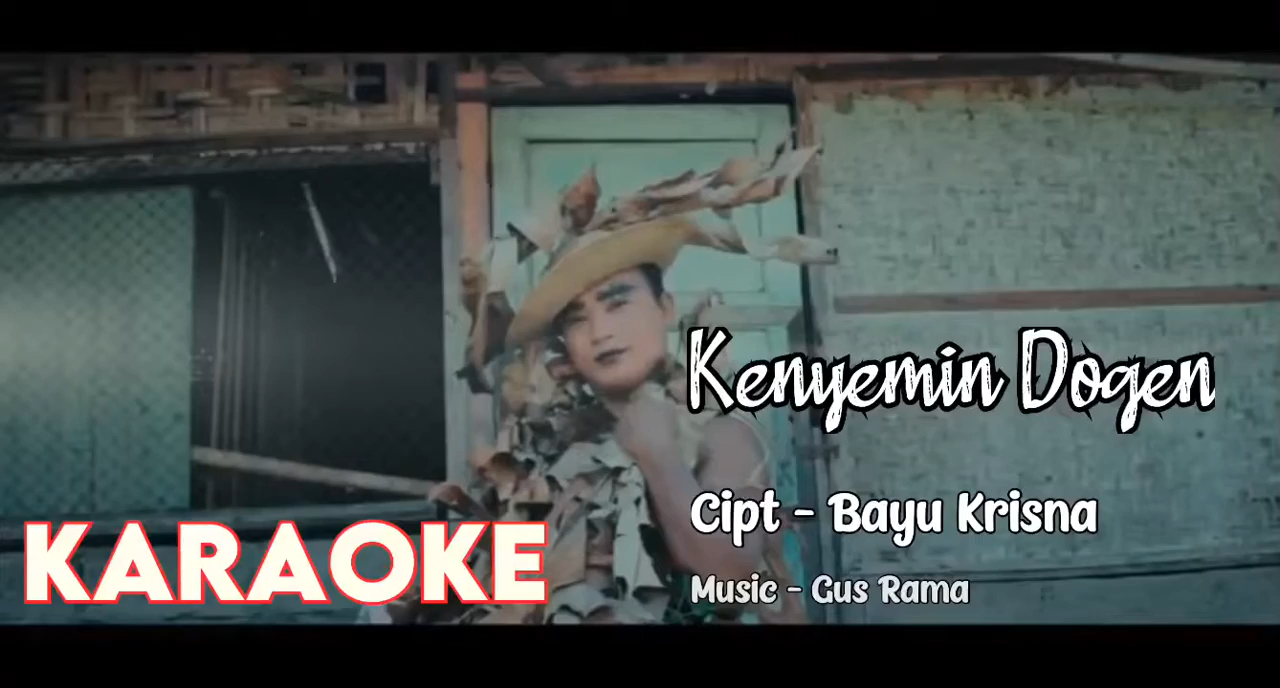 Kenyemin Dogen
Cipt - Bayu Krisna
Music - Gus Rama
KARAOKE